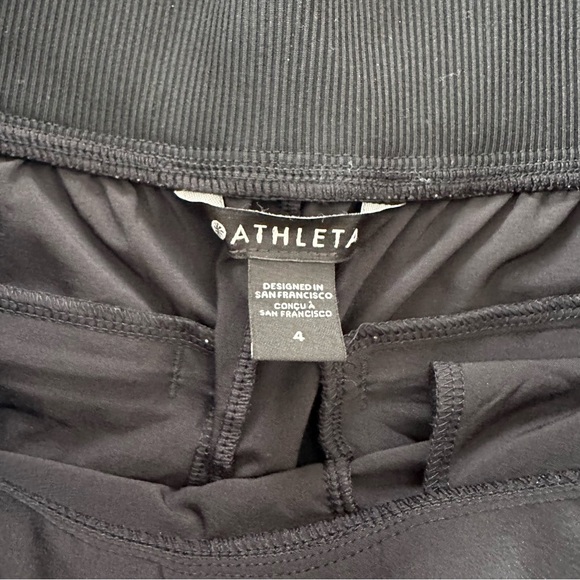 ATHLETA
DESIGNED IN
SAN FRANCISCO
CONÇU À
SAN FRANCISCO
4